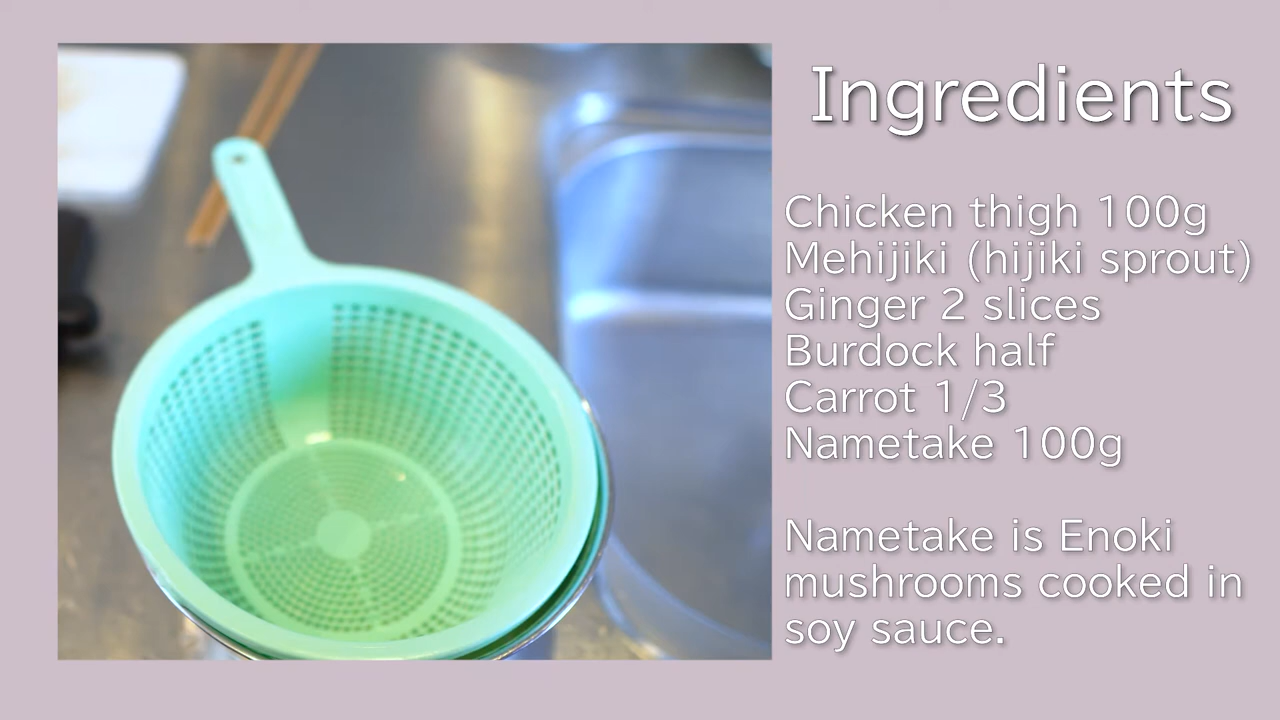 Ingredients
Chicken thigh 100g
Mehijiki (hijiki sprout)
Ginger 2 slices
Burdock half
Carrot 1/3
Nametake 100g
Nametake is Enoki
mushrooms cooked in
soy sauce.